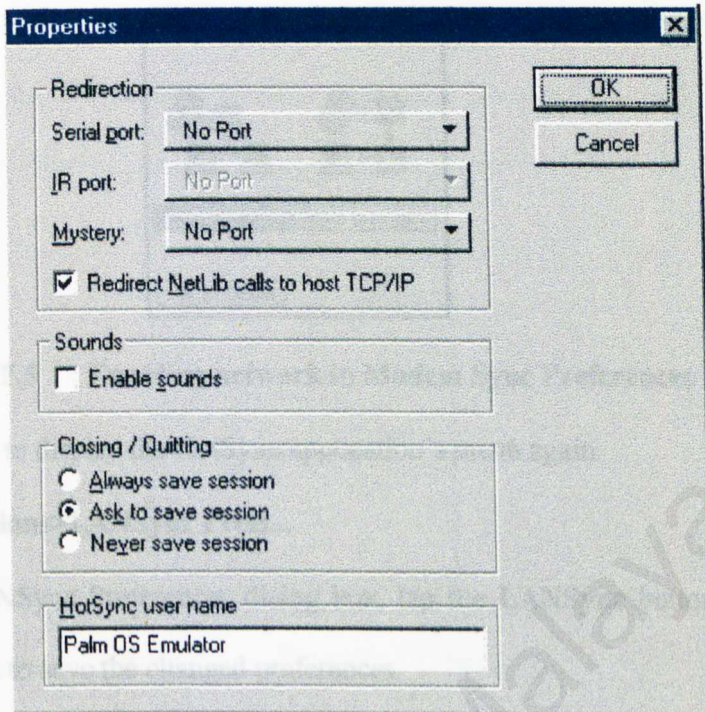 Properties
Redirection
OK
Serial port: No Port
Cancel
IR port: No Port
Mystery: No Port
Redirect NetLib calls to host TCP/IP
Sounds
Enable sounds
Closing / Quitting
Always save session
Ask to save session
Never save session
HotSync user name
Palm OS Emulator
Malaya